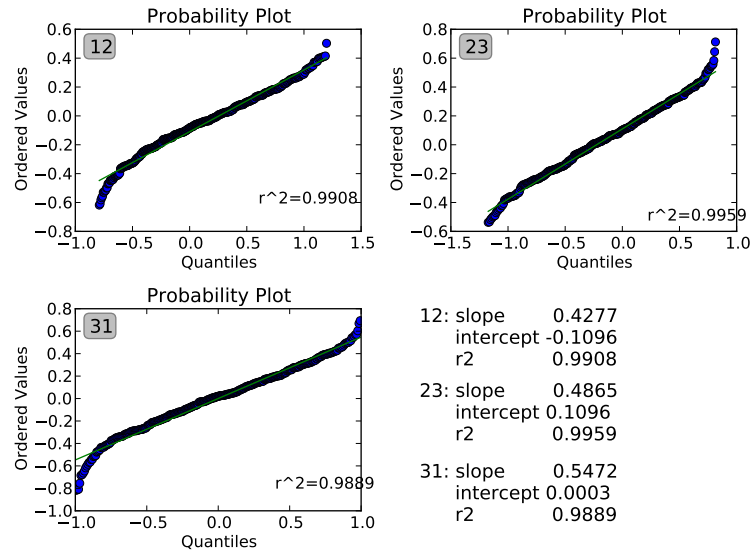 Probability Plot
12
Ordered Values
0.6
0.4
0.2
0.0
−0.2
−0.4
−0.6
−0.8
r^2=0.9908
−1.0 −0.5 0.0 0.5 1.0 1.5
Quantiles
Probability Plot
23
Ordered Values
0.8
0.6
0.4
0.2
0.0
−0.2
−0.4
−0.6
r^2=0.9959
−1.5 −1.0 −0.5 0.0 0.5 1.0
Quantiles
Probability Plot
31
Ordered Values
0.8
0.6
0.4
0.2
0.0
−0.2
−0.4
−0.6
−0.8
−1.0
r^2=0.9889
−1.0 −0.5 0.0 0.5 1.0
Quantiles
12: slope 0.4277
intercept -0.1096
r2 0.9908
23: slope 0.4865
intercept 0.1096
r2 0.9959
31: slope 0.5472
intercept 0.0003
r2 0.9889